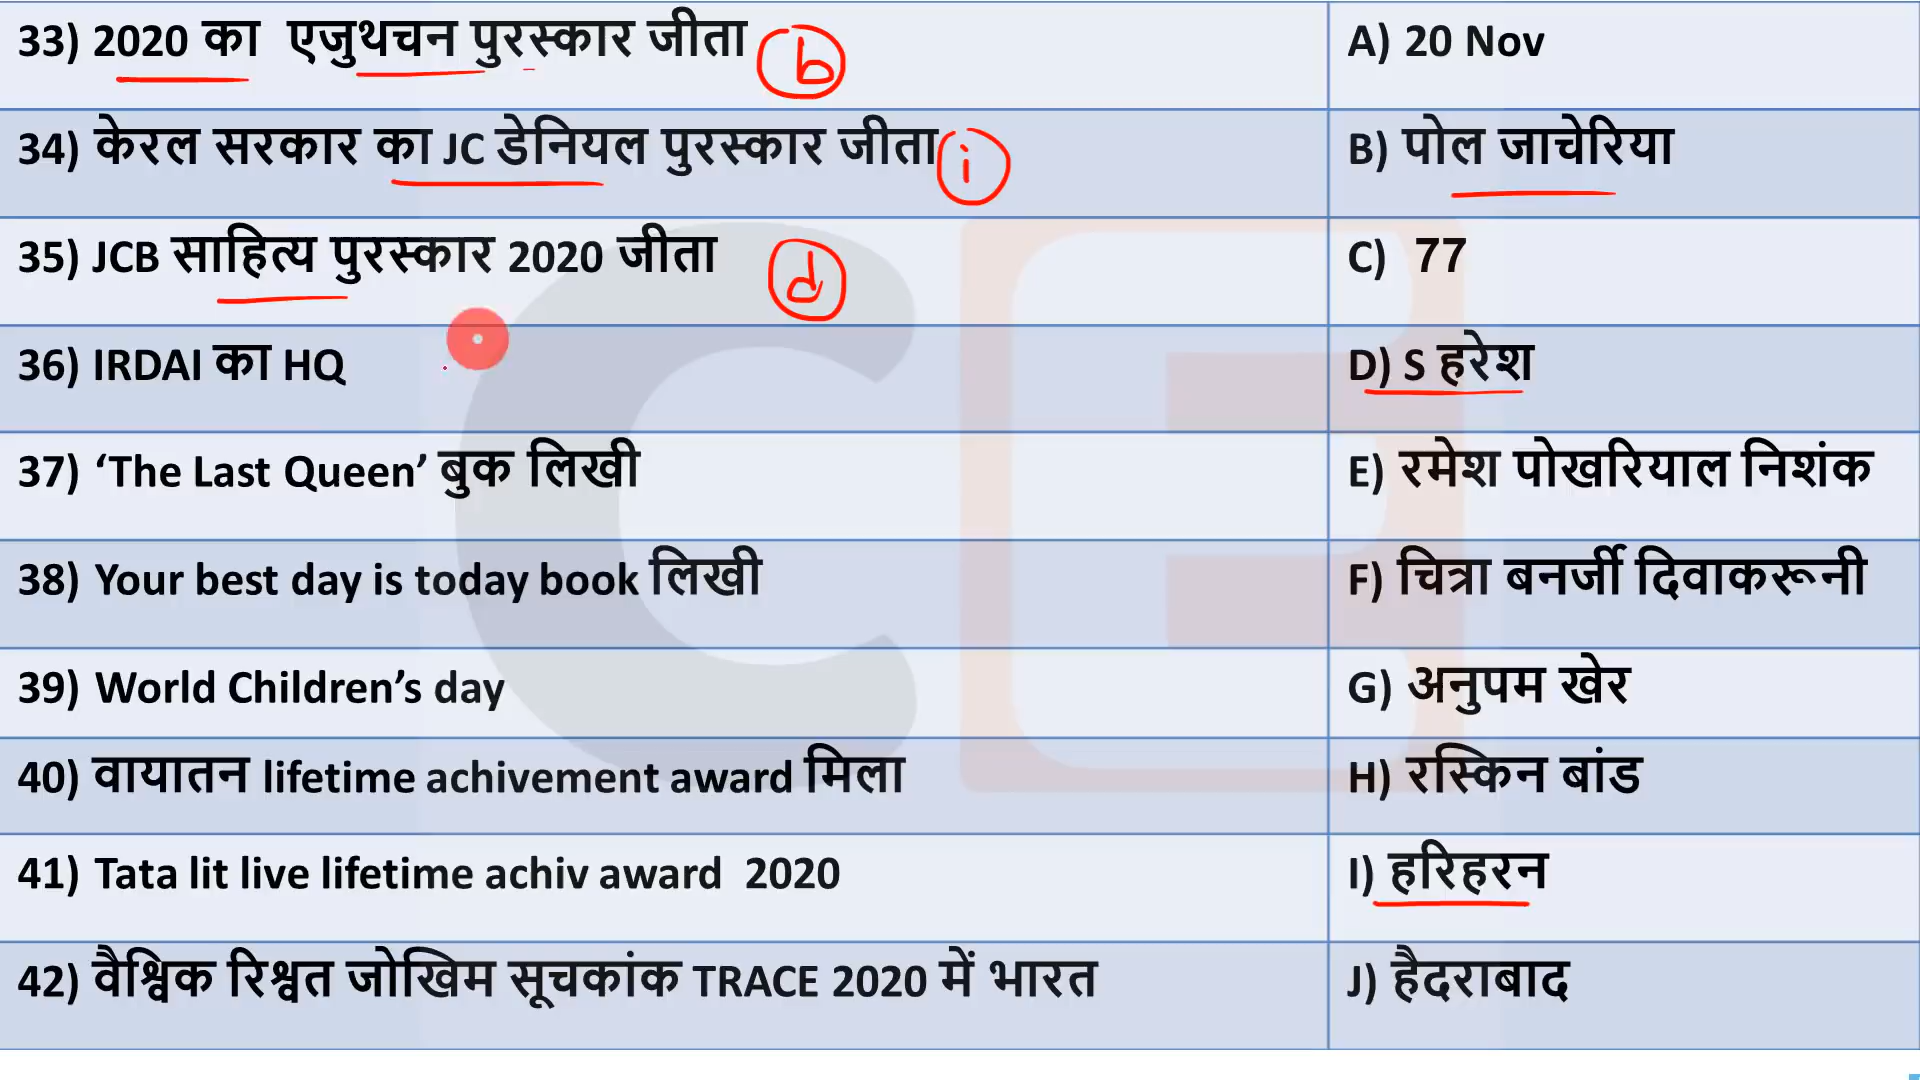 33) 2020 का एजुथचन पुरस्कार जीता b A) 20 Nov
34) केरल सरकार का JC डेनियल पुरस्कार जीता i B) पोल जाचेरिया
35) JCB साहित्य पुरस्कार 2020 जीता d C) 77
36) IRDAI का HQ D) S हरेश
37) ‘The Last Queen’ बुक लिखी E) रमेश पोखरियाल निशंक
38) Your best day is today book लिखी F) चित्रा बनर्जी दिवाकरूनी
39) World Children’s day G) अनुपम खेर
40) वायातन lifetime achivement award मिला H) रस्किन बांड
41) Tata lit live lifetime achiv award 2020 I) हरिहरन
42) वैश्विक रिश्वत जोखिम सूचकांक TRACE 2020 में भारत J) हैदराबाद
CE